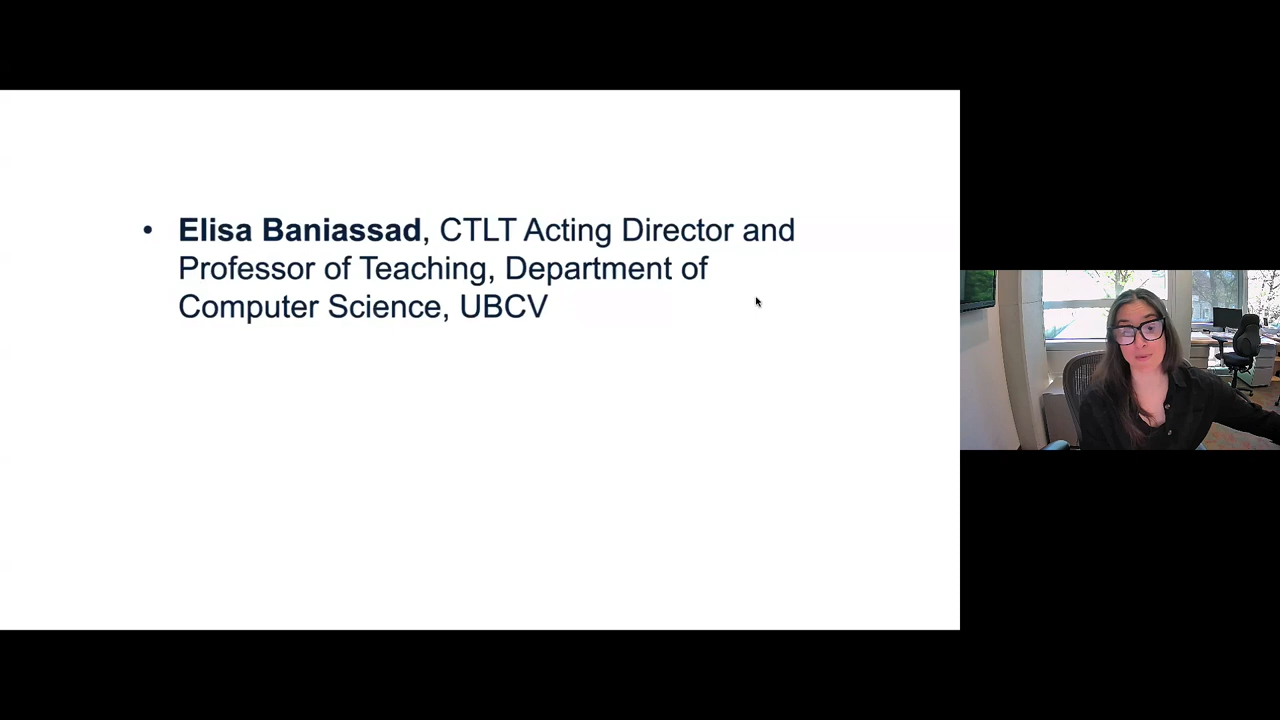 • Elisa Baniassad, CTLT Acting Director and
Professor of Teaching, Department of
Computer Science, UBCV